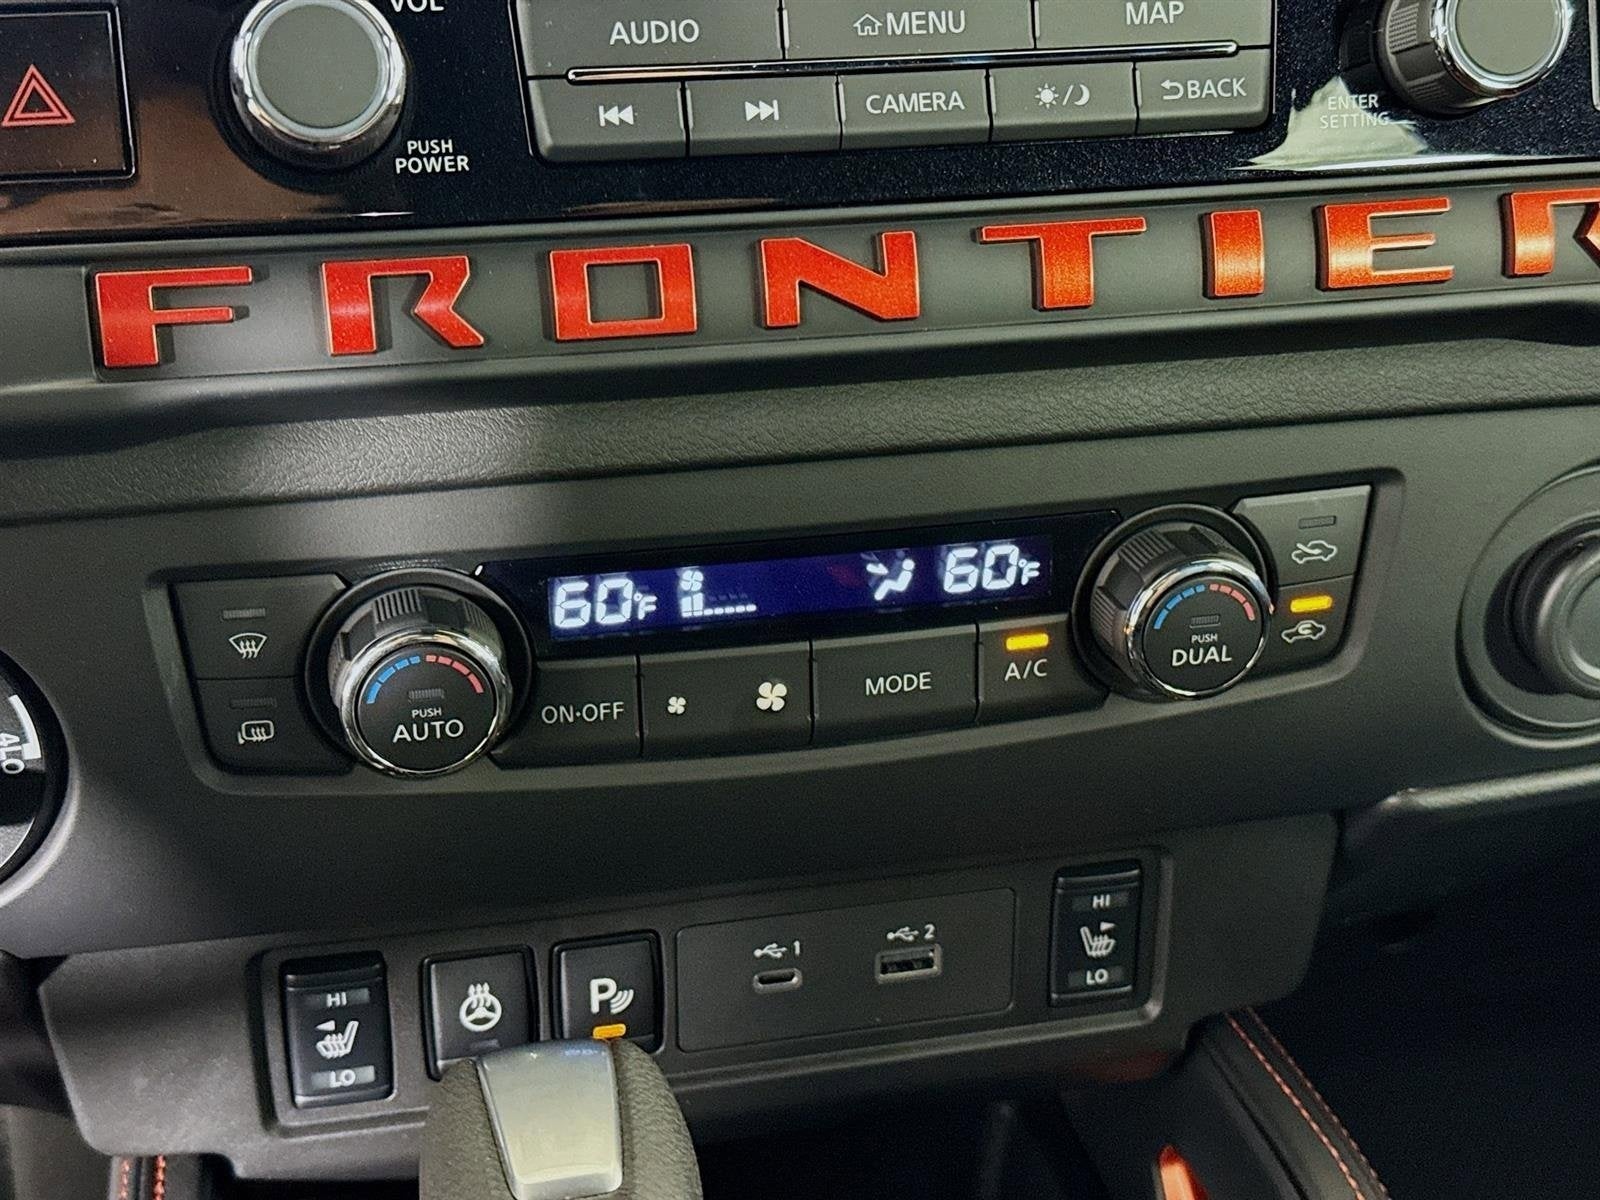 VOL
AUDIO
MENU
MAP
CAMERA
BACK
PUSH
POWER
ENTER
SETTING
FRONTIER
60°F
60°F
PUSH
AUTO
ON·OFF
MODE
A/C
PUSH
DUAL
4LO
HI
LO
P
1
2
HI
LO